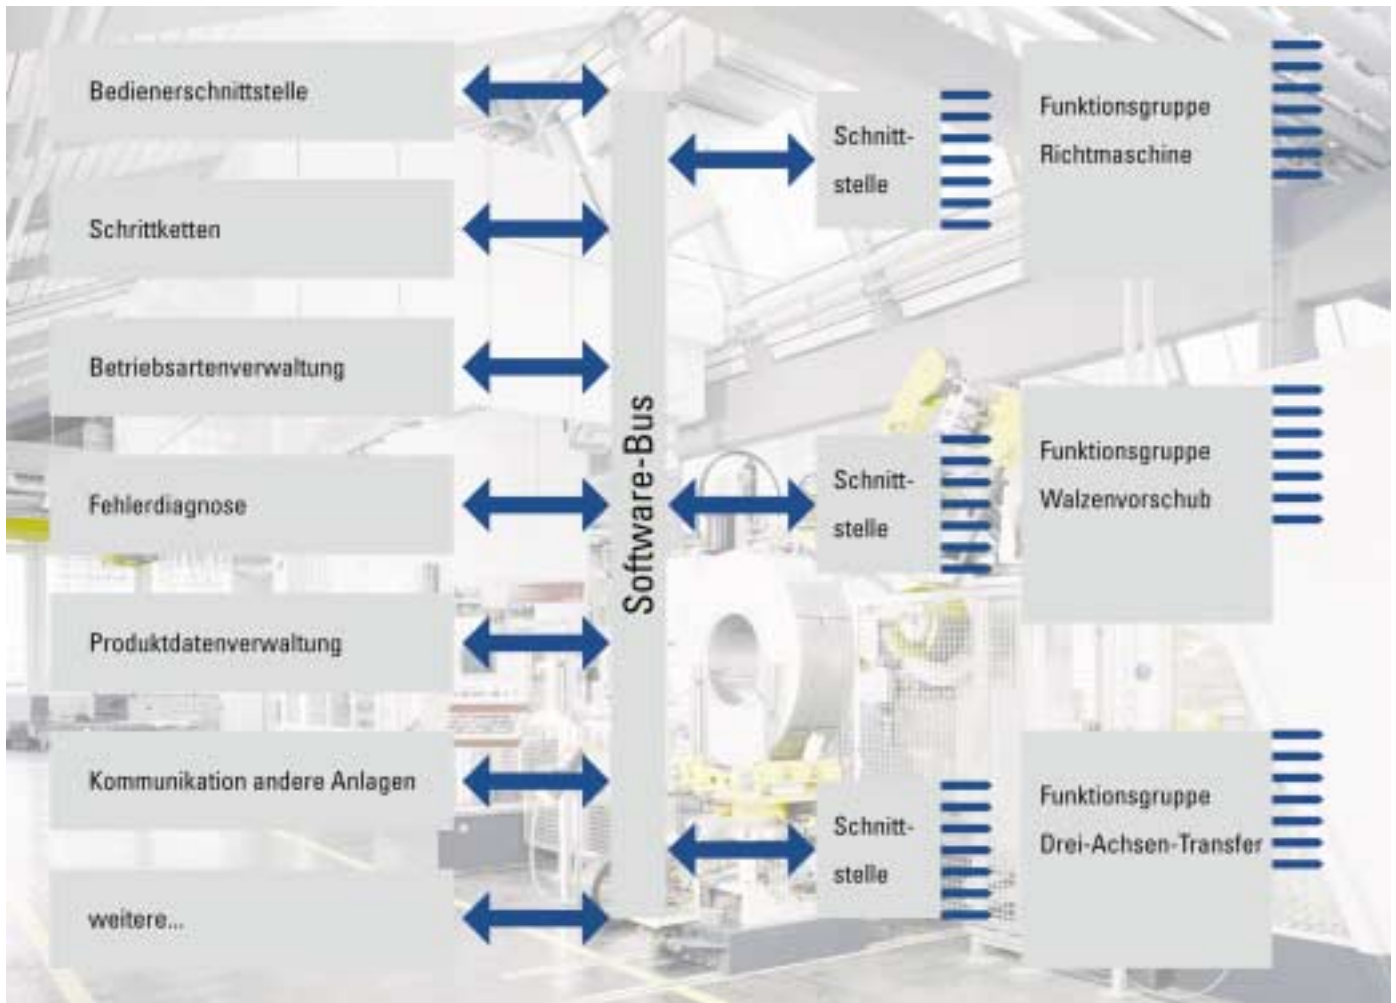 Bedienerschnittstelle
Schrittketten
Betriebsartenverwaltung
Fehlerdiagnose
Produktdatenverwaltung
Kommunikation andere Anlagen
weitere...
Software-Bus
Schnitt-
stelle
Funktionsgruppe
Richtmaschine
Schnitt-
stelle
Funktionsgruppe
Walzenvorschub
Schnitt-
stelle
Funktionsgruppe
Drei-Achsen-Transfer